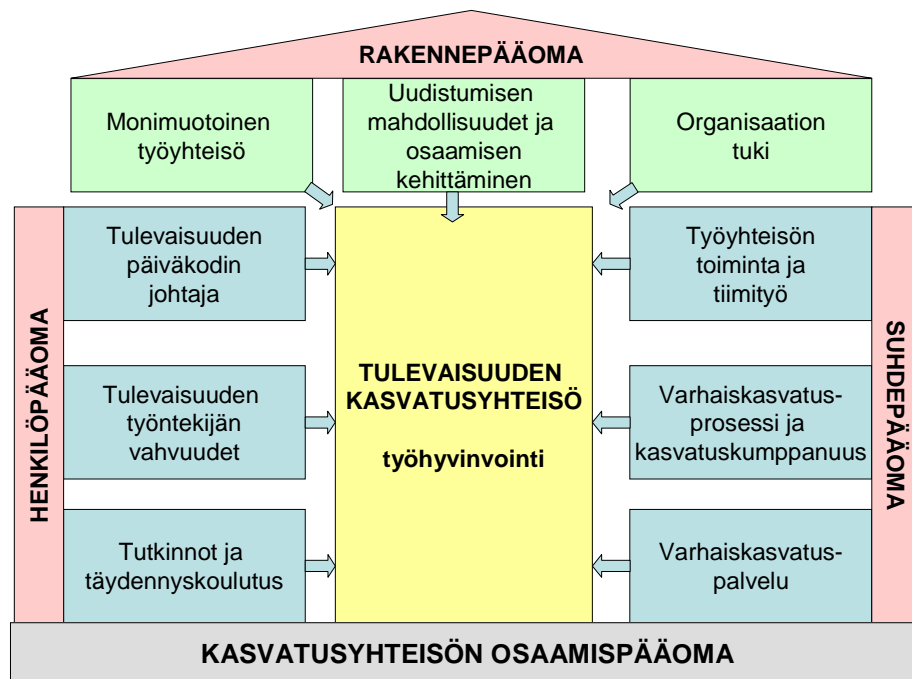 RAKENNEPÄÄOMA
Monimuotoinen
työyhteisö
Uudistumisen
mahdollisuudet ja
osaamisen
kehittäminen
Organisaation
tuki
HENKILÖPÄÄOMA
Tulevaisuuden
päiväkodin
johtaja
Tulevaisuuden
työntekijän
vahvuudet
Tutkinnot ja
täydennyskoulutus
TULEVAISUUDEN
KASVATUSYHTEISÖ
työhyvinvointi
Työyhteisön
toiminta ja
tiimityö
Varhaiskasvatus-
prosessi ja
kasvatuskumppanuus
Varhaiskasvatus-
palvelu
SUHDEPÄÄOMA
KASVATUSYHTEISÖN OSAAMISPÄÄOMA